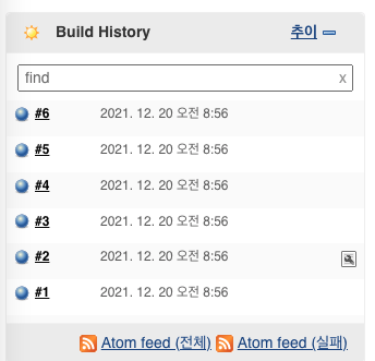 Build History 추이
find x
#6 2021. 12. 20 오전 8:56
#5 2021. 12. 20 오전 8:56
#4 2021. 12. 20 오전 8:56
#3 2021. 12. 20 오전 8:56
#2 2021. 12. 20 오전 8:56
#1 2021. 12. 20 오전 8:56
Atom feed (전체) Atom feed (실패)